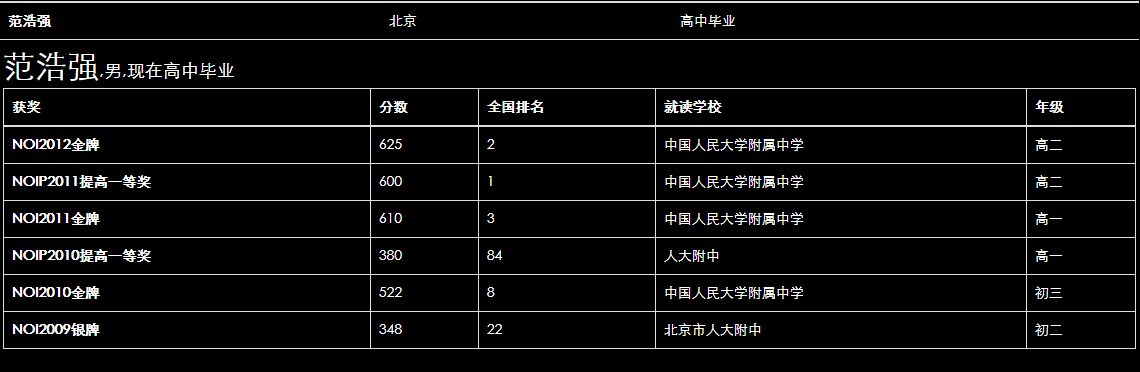 范浩强 北京 高中毕业
范浩强,男,现在高中毕业
获奖 分数 全国排名 就读学校 年级
NOI2012金牌 625 2 中国人民大学附属中学 高二
NOIP2011提高一等奖 600 1 中国人民大学附属中学 高二
NOI2011金牌 610 3 中国人民大学附属中学 高一
NOIP2010提高一等奖 380 84 人大附中 高一
NOI2010金牌 522 8 中国人民大学附属中学 初三
NOI2009银牌 348 22 北京市人大附中 初二